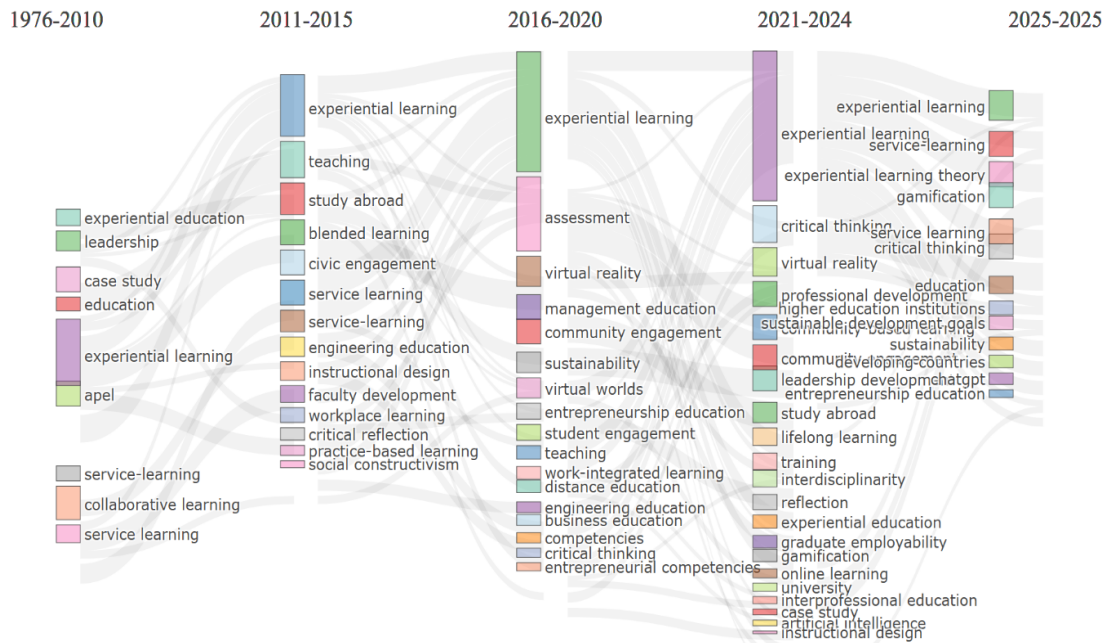 1976-2010
2011-2015
2016-2020
2021-2024
2025-2025
experiential education
leadership
case study
education
experiential learning
apel
service-learning
collaborative learning
service learning
experiential learning
teaching
study abroad
blended learning
civic engagement
service learning
service-learning
engineering education
instructional design
faculty development
workplace learning
critical reflection
practice-based learning
social constructivism
experiential learning
assessment
virtual reality
management education
community engagement
sustainability
virtual worlds
entrepreneurship education
student engagement
teaching
work-integrated learning
distance education
engineering education
business education
competencies
critical thinking
entrepreneurial competencies
experiential learning
critical thinking
virtual reality
professional development
community-based learning
community engagement
leadership development
study abroad
lifelong learning
training
interdisciplinarity
reflection
experiential education
graduate employability
gamification
online learning
university
interprofessional education
case study
artificial intelligence
instructional design
experiential learning
service-learning
experiential learning theory
gamification
service learning
critical thinking
education
higher education institutions
sustainable development goals
sustainability
developing-countries
chatgpt
entrepreneurship education